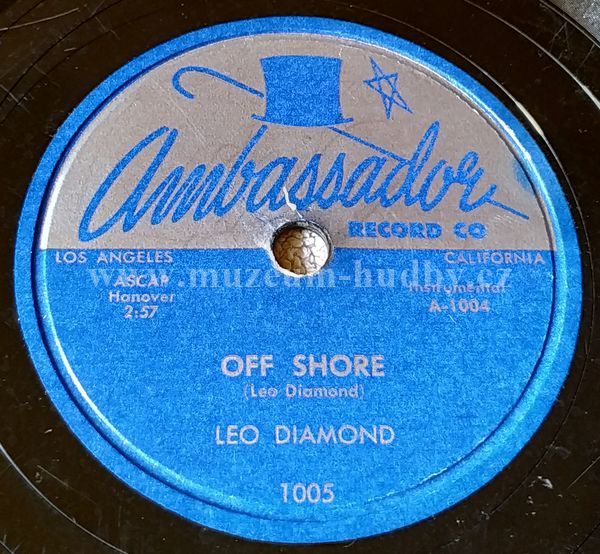 Ambassador
RECORD CO
LOS ANGELES CALIFORNIA
www.muzeum-hudby.cz
ASCAP Instrumental
Hanover A-1004
2:57
OFF SHORE
(Leo Diamond)
LEO DIAMOND
1005